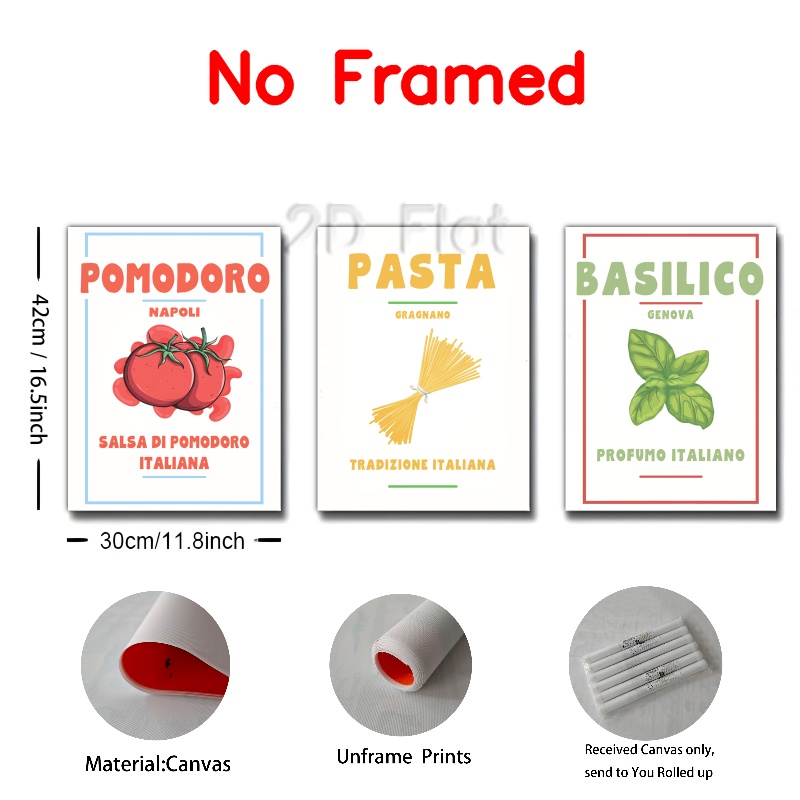 No Framed
2D Flat
POMODORO
NAPOLI
SALSA DI POMODORO
ITALIANA
PASTA
GRAGNANO
TRADIZIONE ITALIANA
BASILICO
GENOVA
PROFUMO ITALIANO
42cm / 16.5inch
30cm/11.8inch
Material:Canvas
Unframe Prints
Received Canvas only,
send to You Rolled up